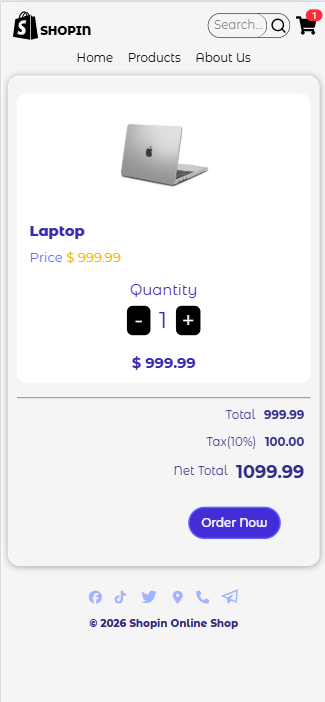 SHOPIN
Search...
1
Home Products About Us
Laptop
Price $ 999.99
Quantity
- 1 +
$ 999.99
Total 999.99
Tax(10%) 100.00
Net Total 1099.99
Order Now
© 2026 Shopin Online Shop